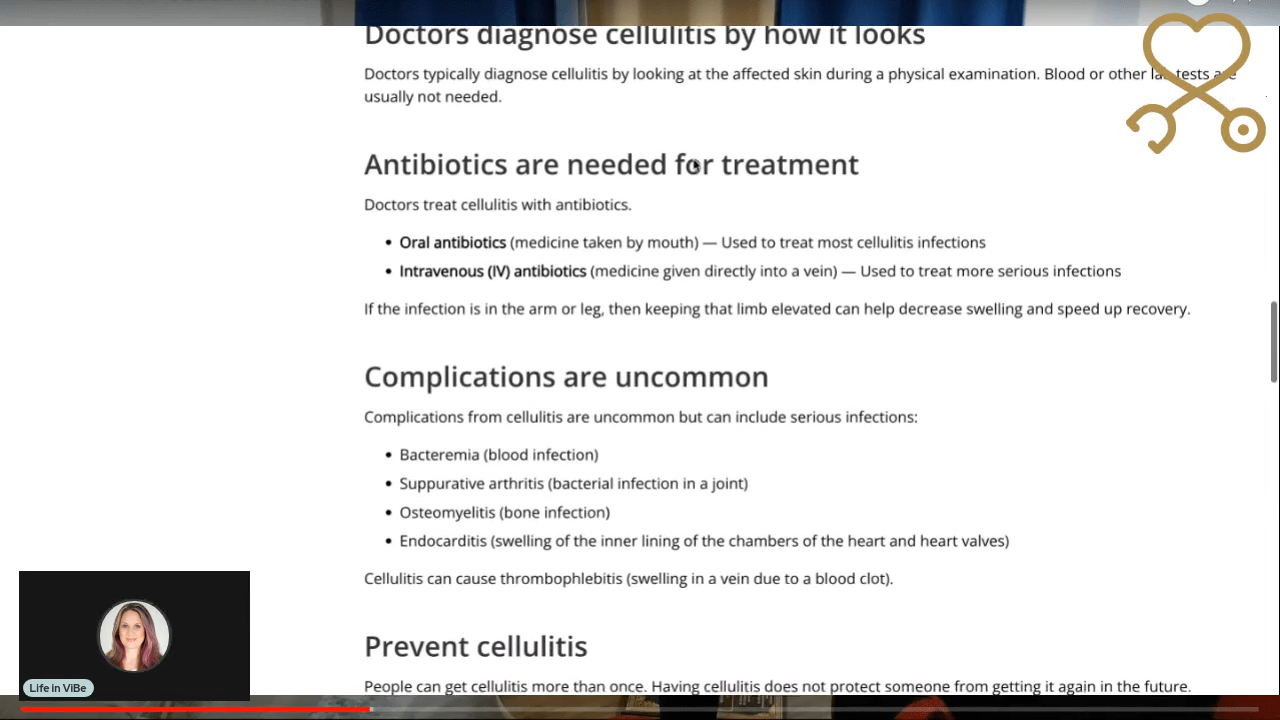 Doctors diagnose cellulitis by how it looks
Doctors typically diagnose cellulitis by looking at the affected skin during a physical examination. Blood or other lab tests are
usually not needed.
Antibiotics are needed for treatment
Doctors treat cellulitis with antibiotics.
• Oral antibiotics (medicine taken by mouth) — Used to treat most cellulitis infections
• Intravenous (IV) antibiotics (medicine given directly into a vein) — Used to treat more serious infections
If the infection is in the arm or leg, then keeping that limb elevated can help decrease swelling and speed up recovery.
Complications are uncommon
Complications from cellulitis are uncommon but can include serious infections:
• Bacteremia (blood infection)
• Suppurative arthritis (bacterial infection in a joint)
• Osteomyelitis (bone infection)
• Endocarditis (swelling of the inner lining of the chambers of the heart and heart valves)
Cellulitis can cause thrombophlebitis (swelling in a vein due to a blood clot).
Prevent cellulitis
People can get cellulitis more than once. Having cellulitis does not protect someone from getting it again in the future.
Life in ViBe